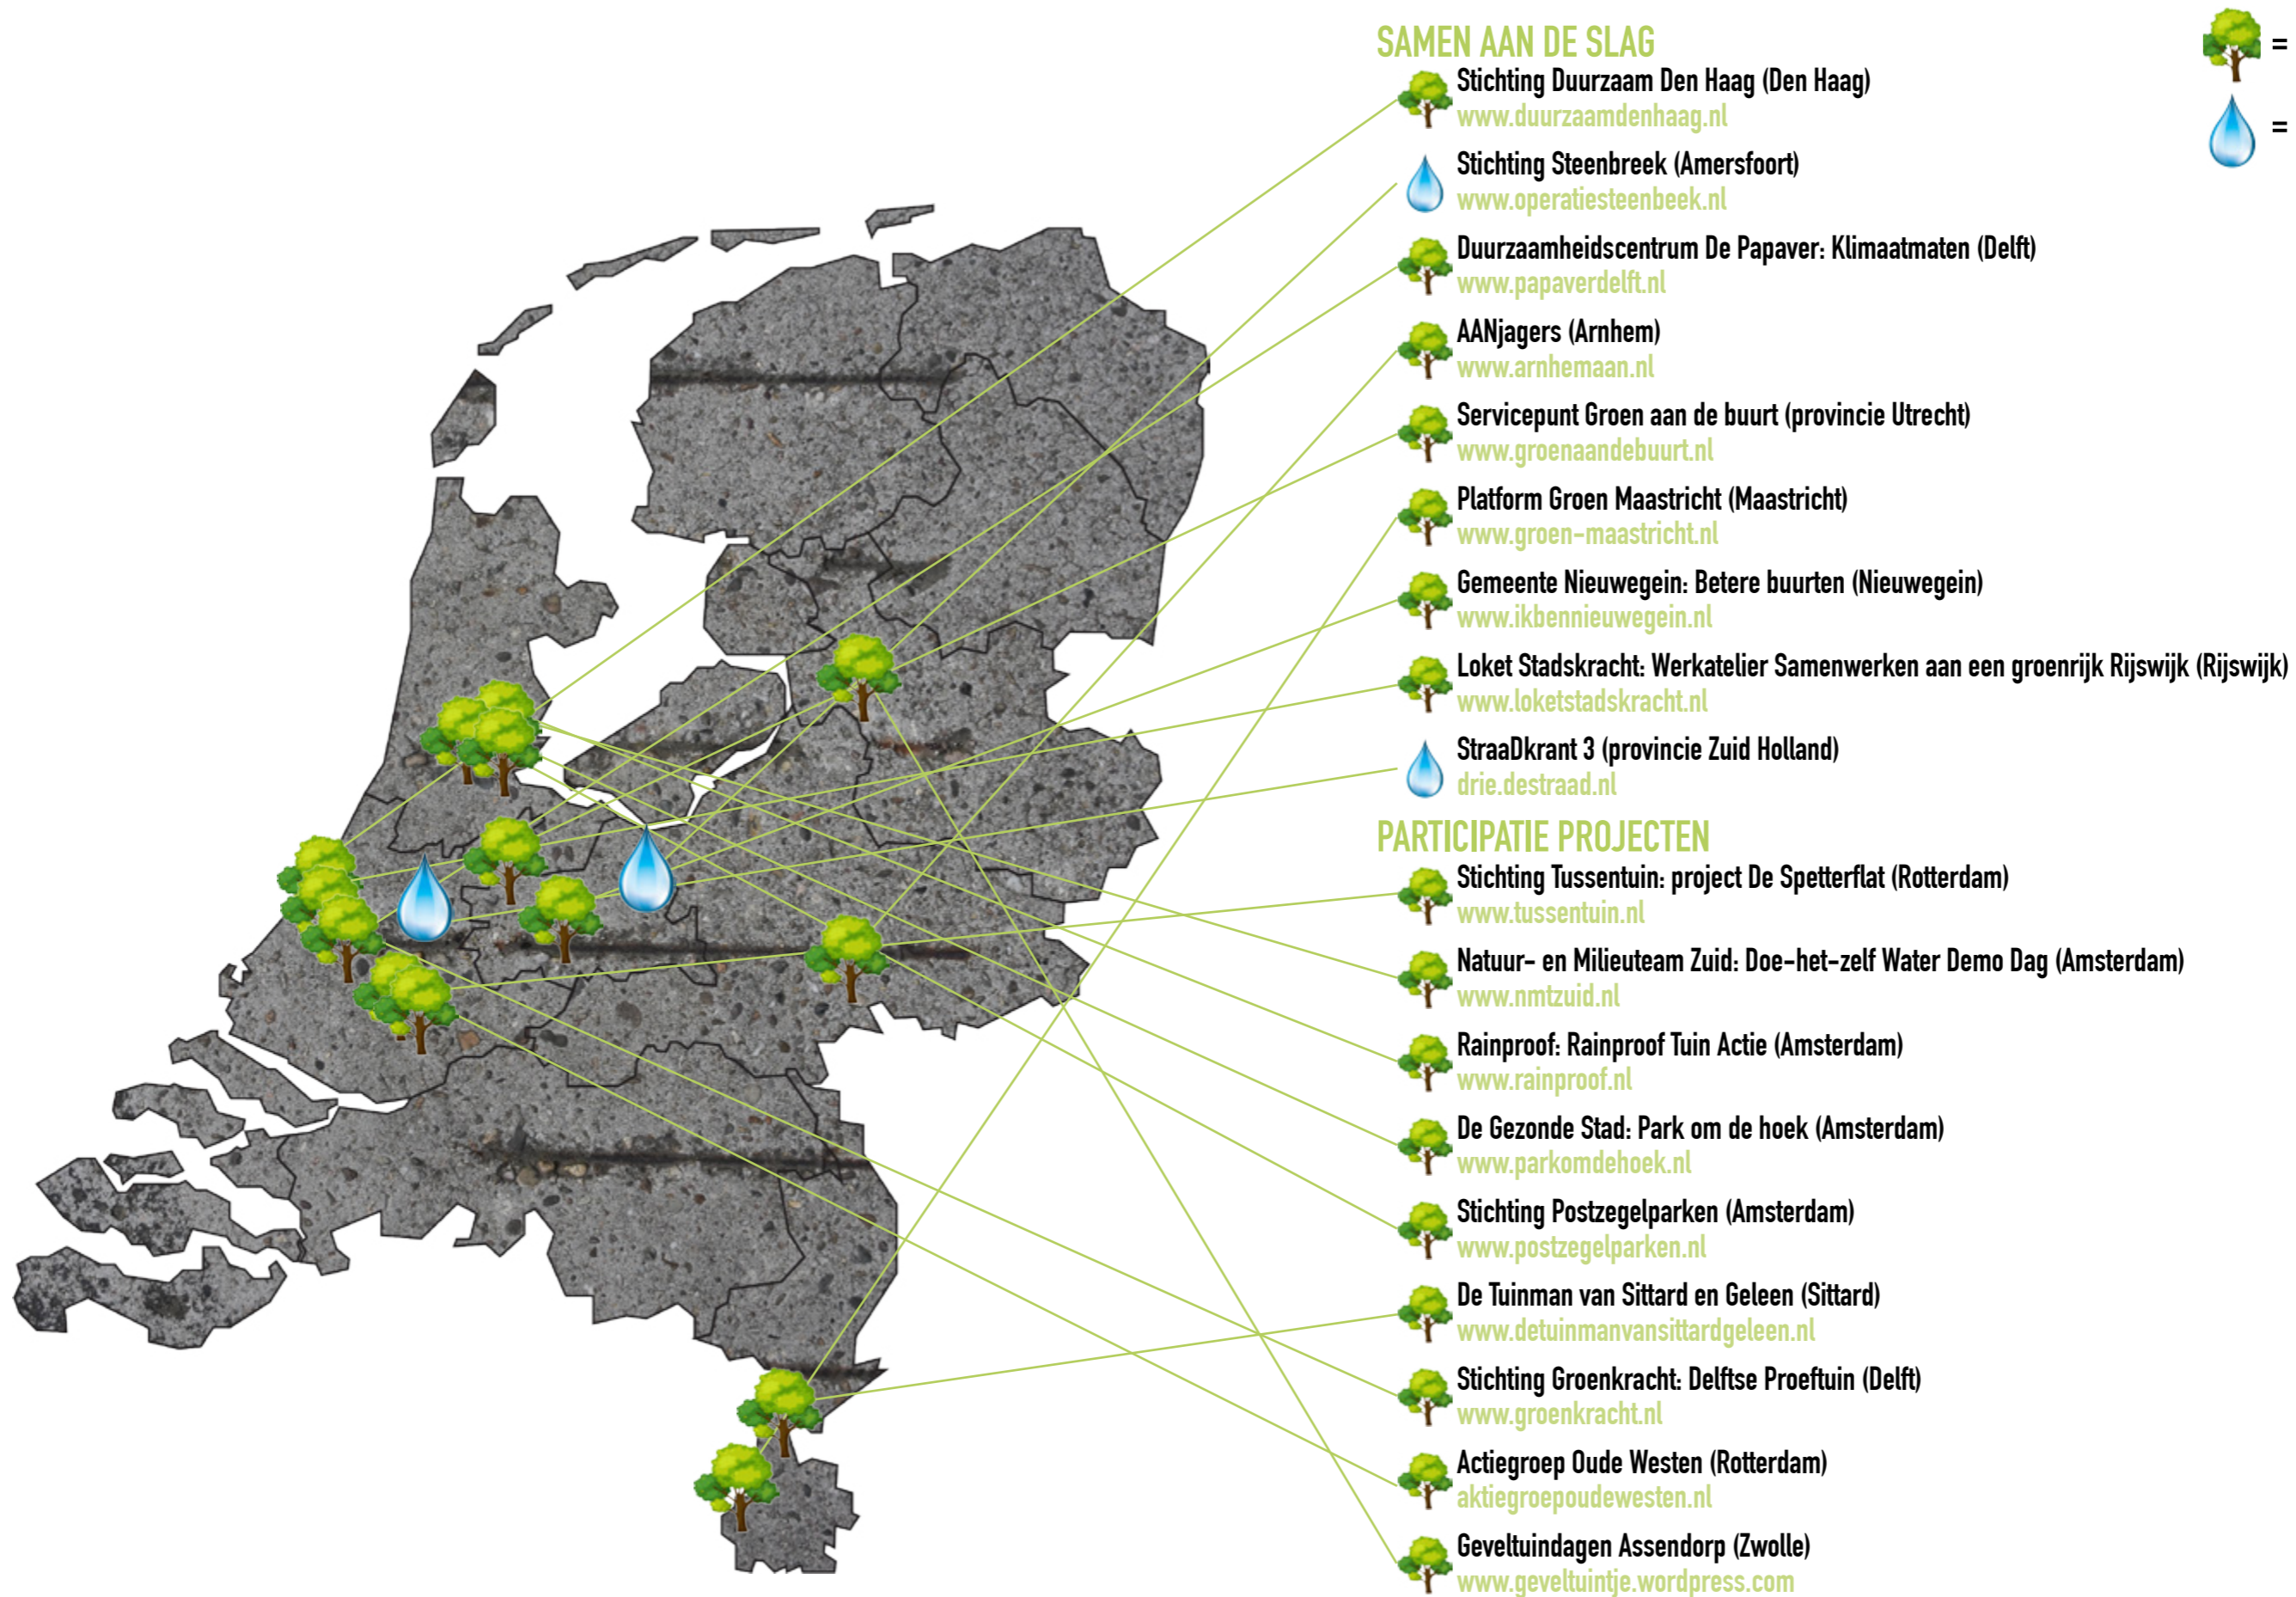 SAMEN AAN DE SLAG
Stichting Duurzaam Den Haag (Den Haag)
www.duurzaamdenhaag.nl
Stichting Steenbreek (Amersfoort)
www.operatiesteenbeek.nl
Duurzaamheidscentrum De Papaver: Klimaatmaten (Delft)
www.papaverdelft.nl
AANjagers (Arnhem)
www.arnhemaan.nl
Servicepunt Groen aan de buurt (provincie Utrecht)
www.groenaandebuurt.nl
Platform Groen Maastricht (Maastricht)
www.groen-maastricht.nl
Gemeente Nieuwegein: Betere buurten (Nieuwegein)
www.ikbennieuwegein.nl
Loket Stadskracht: Werkatelier Samenwerken aan een groenrijk Rijswijk (Rijswijk)
www.loketstadskracht.nl
StraaDkrant 3 (provincie Zuid Holland)
drie.destraad.nl
PARTICIPATIE PROJECTEN
Stichting Tussentuin: project De Spetterflat (Rotterdam)
www.tussentuin.nl
Natuur- en Milieuteam Zuid: Doe-het-zelf Water Demo Dag (Amsterdam)
www.nmtzuid.nl
Rainproof: Rainproof Tuin Actie (Amsterdam)
www.rainproof.nl
De Gezonde Stad: Park om de hoek (Amsterdam)
www.parkomdehoek.nl
Stichting Postzegelparken (Amsterdam)
www.postzegelparken.nl
De Tuinman van Sittard en Geleen (Sittard)
www.detuinmanvansittardgeleen.nl
Stichting Groenkracht: Delftse Proeftuin (Delft)
www.groenkracht.nl
Actiegroep Oude Westen (Rotterdam)
aktiegroepoudewesten.nl
Geveltuindagen Assendorp (Zwolle)
www.geveltuintje.wordpress.com
=
=